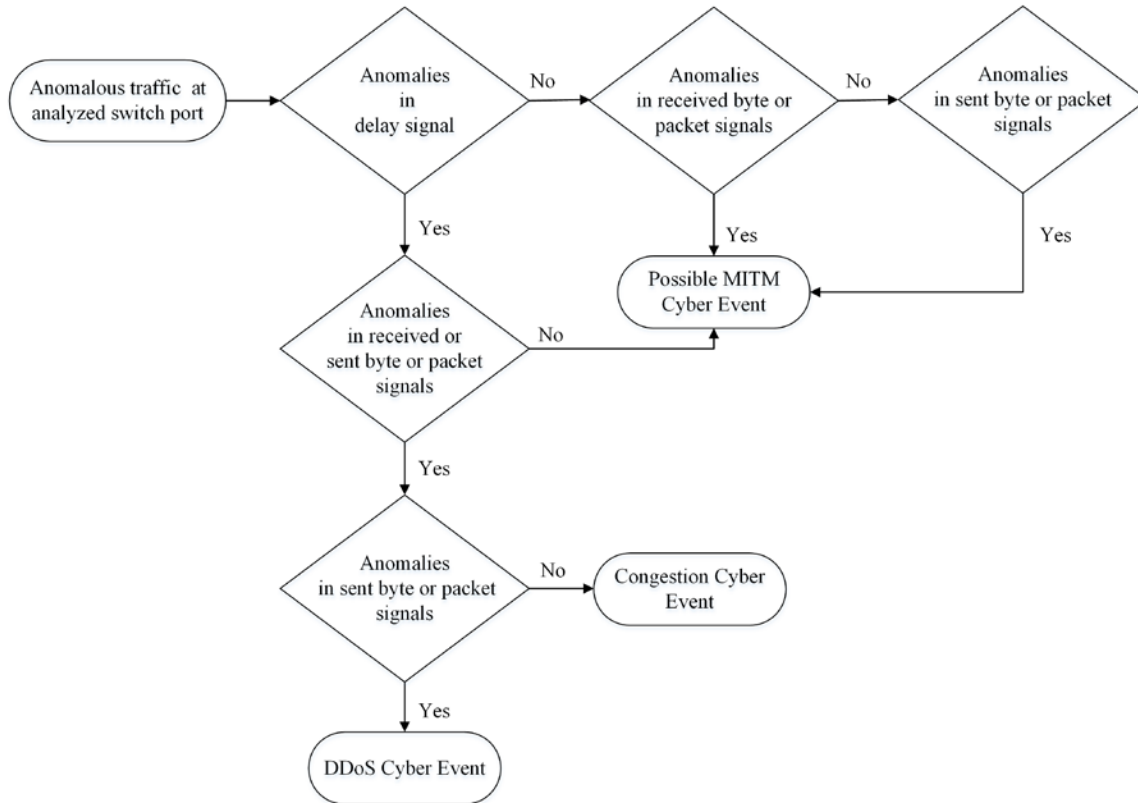 Anomalous traffic at
analyzed switch port
Anomalies
in
delay signal
No
Anomalies
in received byte or
packet signals
No
Anomalies
in sent byte or packet
signals
Yes
Yes
Yes
Possible MITM
Cyber Event
Anomalies
in received or
sent byte or packet
signals
No
Yes
Anomalies
in sent byte or packet
signals
No
Congestion Cyber
Event
Yes
DDoS Cyber Event